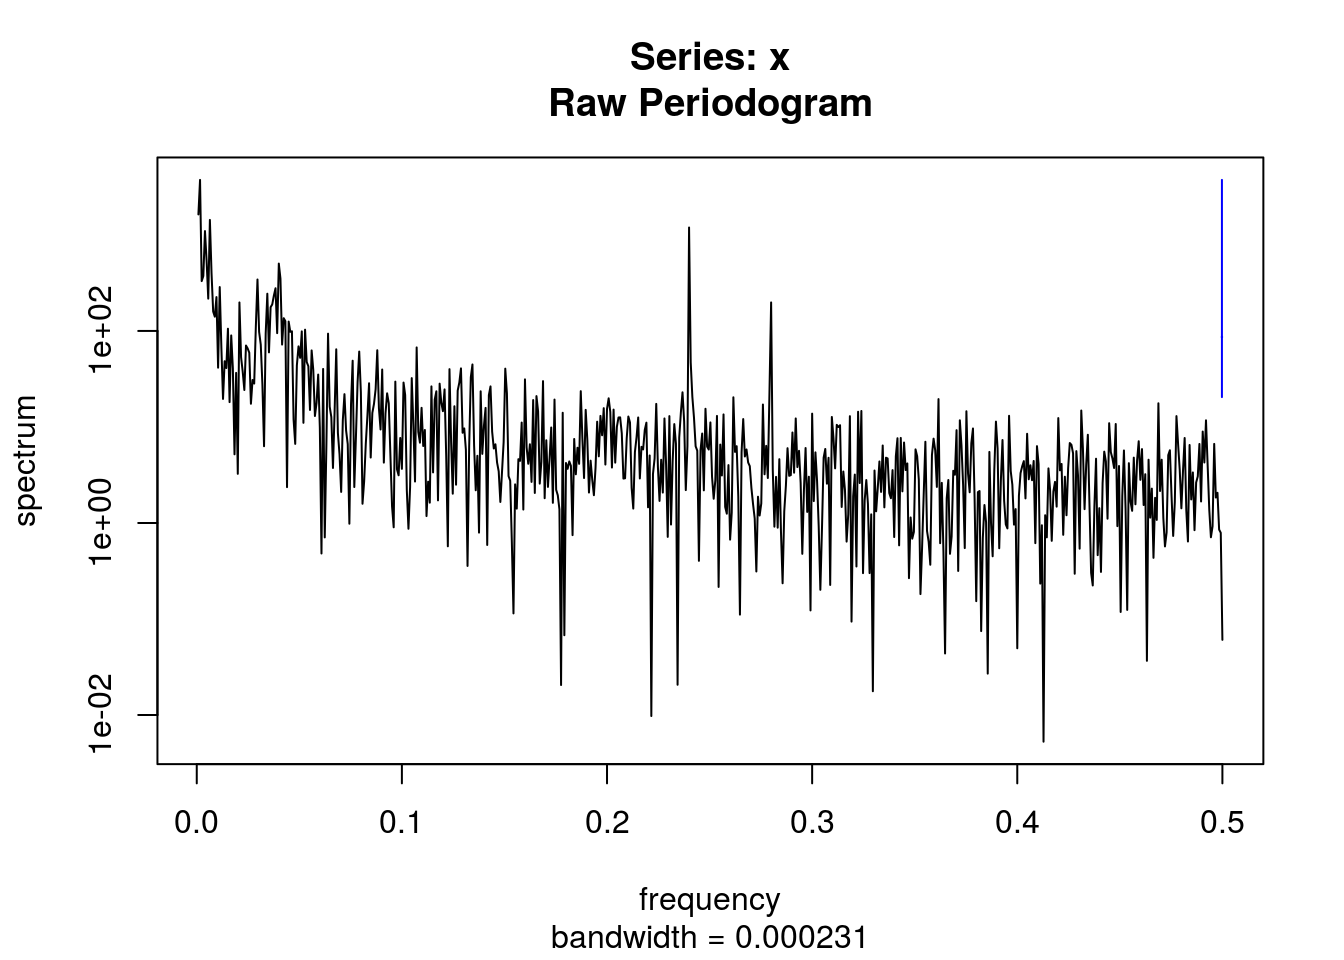 Series: x
Raw Periodogram
spectrum
1e+02
1e+00
1e-02
0.0 0.1 0.2 0.3 0.4 0.5
frequency
bandwidth = 0.000231